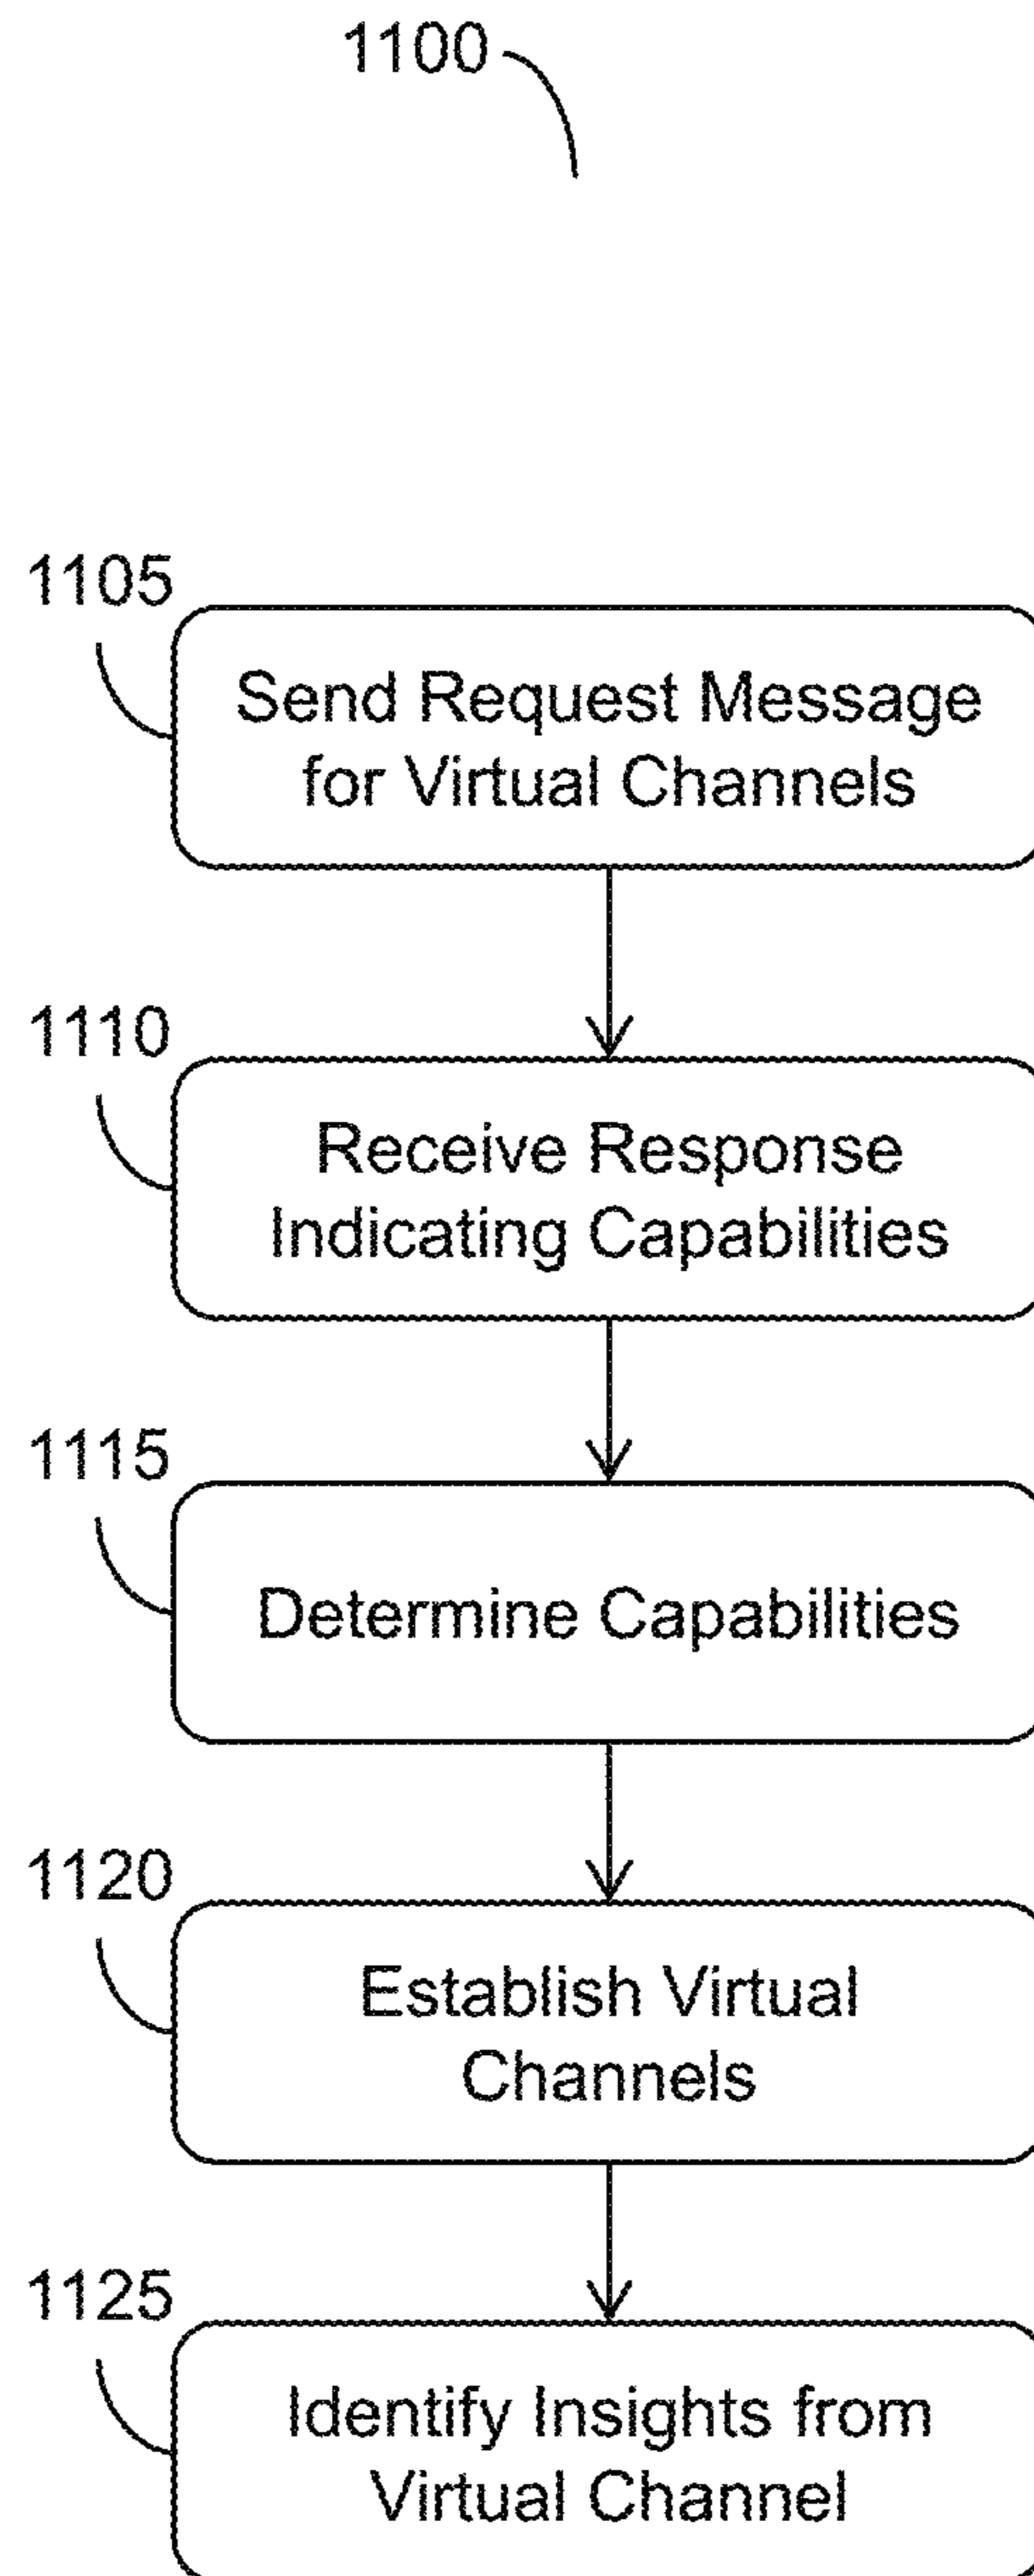 1100
1105
Send Request Message
for Virtual Channels
1110
Receive Response
Indicating Capabilities
1115
Determine Capabilities
1120
Establish Virtual
Channels
1125
Identify Insights from
Virtual Channel